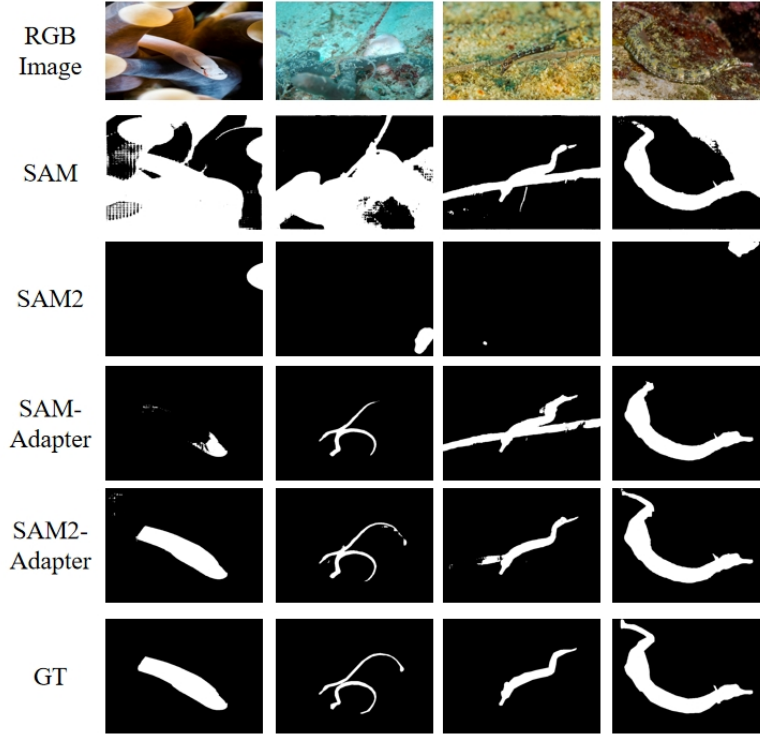 RGB
Image
SAM
SAM2
SAM-
Adapter
SAM2-
Adapter
GT